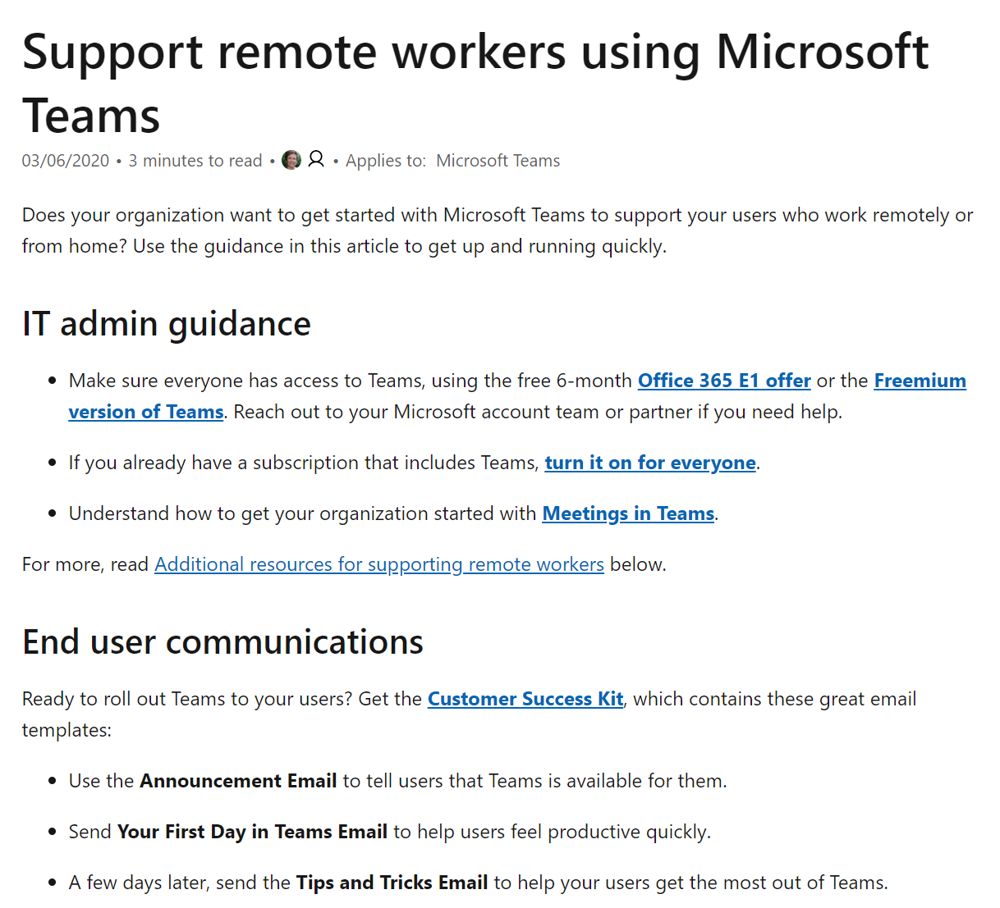 Support remote workers using Microsoft
Teams
03/06/2020 • 3 minutes to read • • Applies to: Microsoft Teams
Does your organization want to get started with Microsoft Teams to support your users who work remotely or
from home? Use the guidance in this article to get up and running quickly.
IT admin guidance
• Make sure everyone has access to Teams, using the free 6-month Office 365 E1 offer or the Freemium
version of Teams. Reach out to your Microsoft account team or partner if you need help.
• If you already have a subscription that includes Teams, turn it on for everyone.
• Understand how to get your organization started with Meetings in Teams.
For more, read Additional resources for supporting remote workers below.
End user communications
Ready to roll out Teams to your users? Get the Customer Success Kit, which contains these great email
templates:
• Use the Announcement Email to tell users that Teams is available for them.
• Send Your First Day in Teams Email to help users feel productive quickly.
• A few days later, send the Tips and Tricks Email to help your users get the most out of Teams.